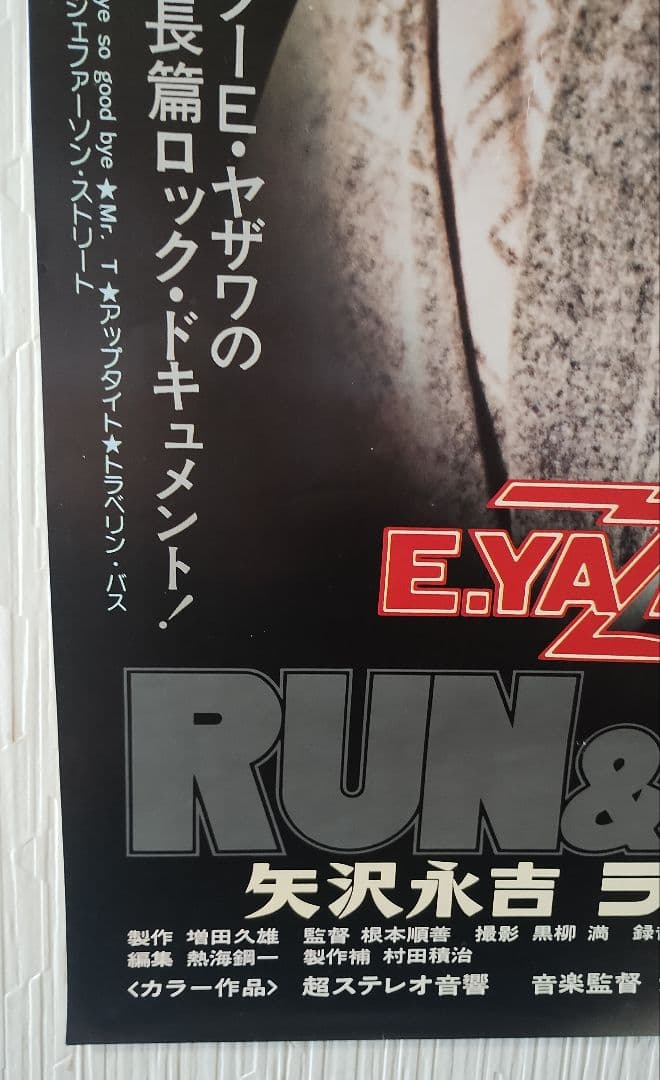 ーE・ヤザワの
長篇ロック・ドキュメント!
ye so good bye★Mr. T★アップタイト★トラベリン・バス
ェファーソン・ストリート
E.YA
RUN&
矢沢永吉 ラ
製作 増田久雄 監督 根本順善 撮影 黒柳 満 録音
編集 熱海鋼一 製作補 村田積治
〈カラー作品〉 超ステレオ音響 音楽監督